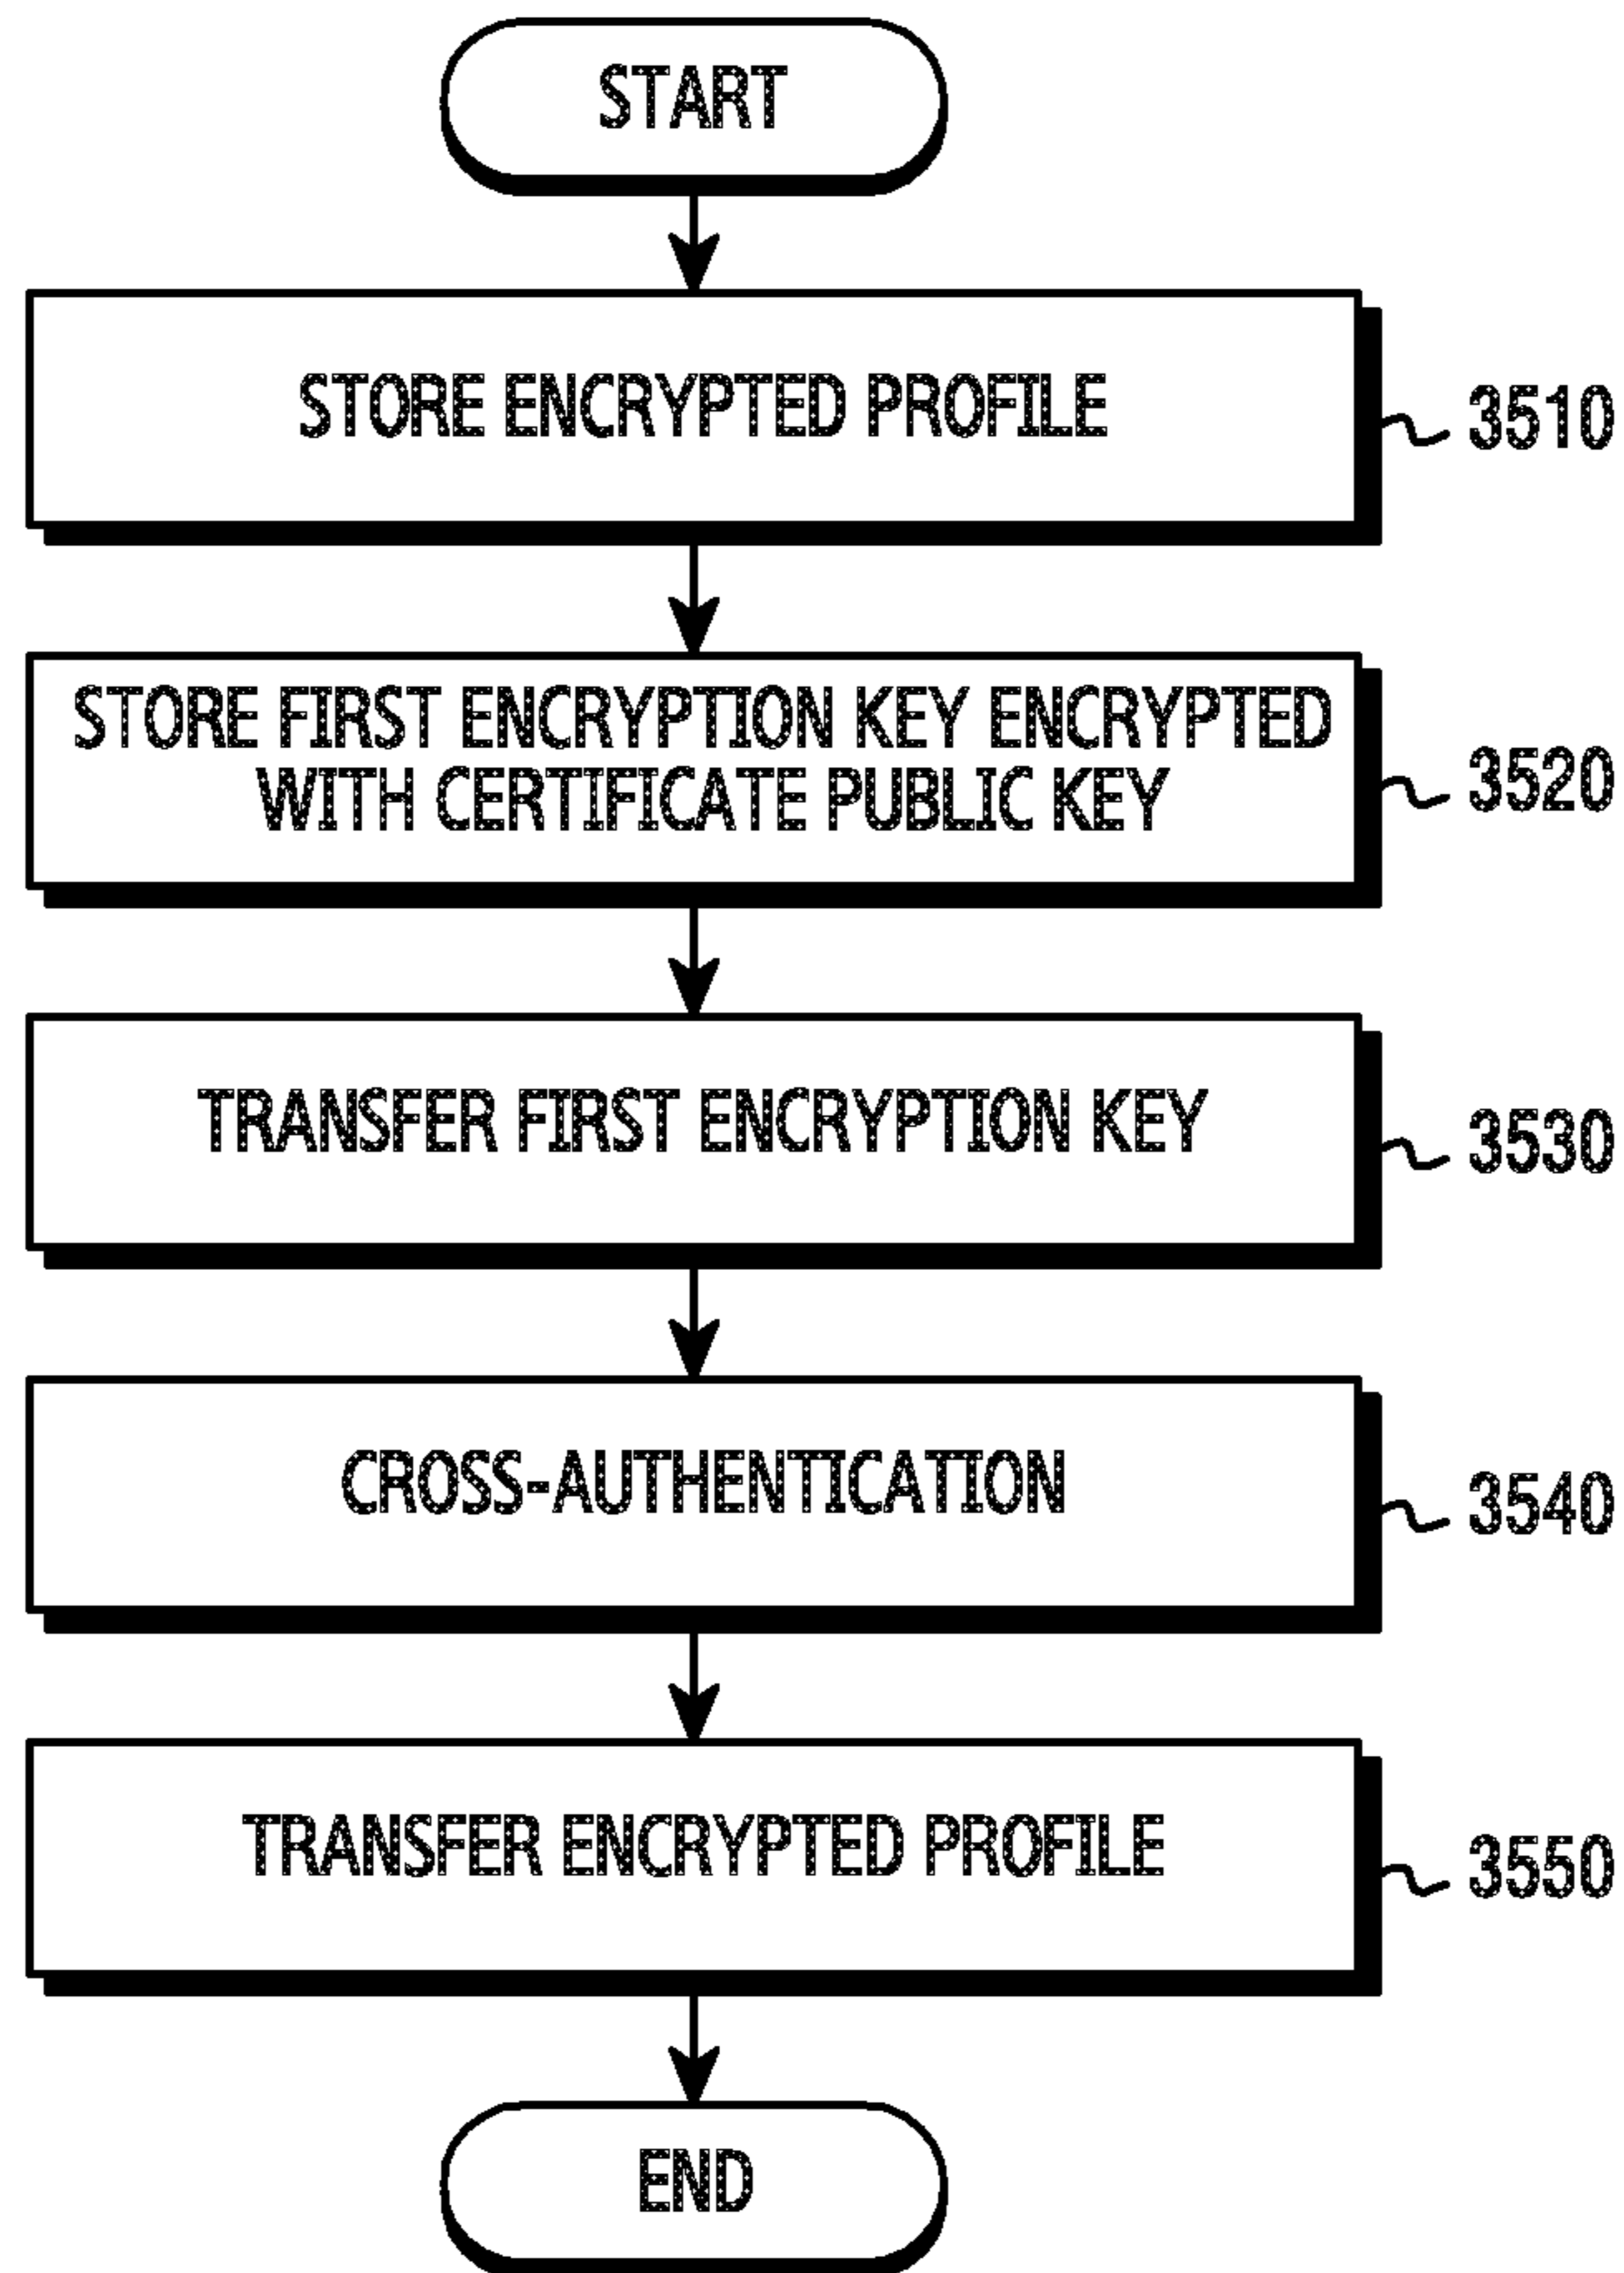 START
STORE ENCRYPTED PROFILE
3510
STORE FIRST ENCRYPTION KEY ENCRYPTED
WITH CERTIFICATE PUBLIC KEY
3520
TRANSFER FIRST ENCRYPTION KEY
3530
CROSS-AUTHENTICATION
3540
TRANSFER ENCRYPTED PROFILE
3550
END